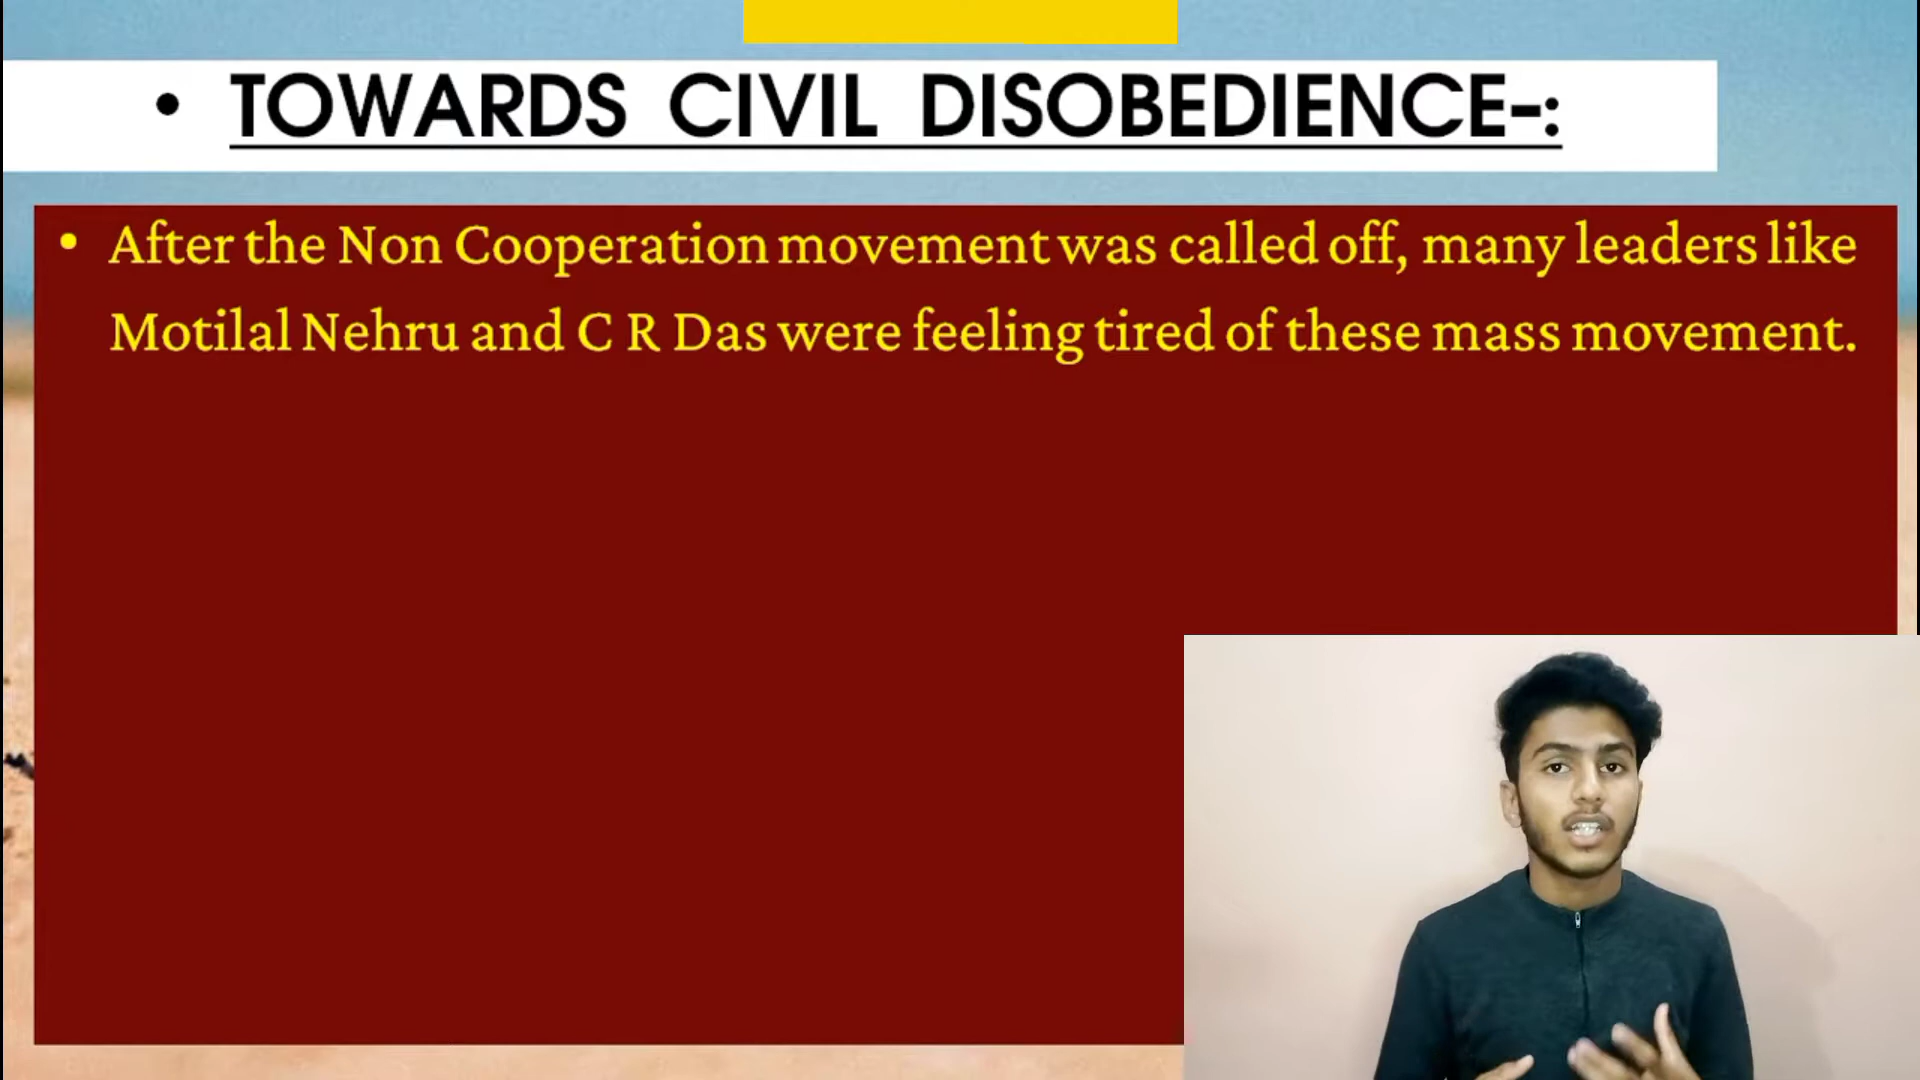 • TOWARDS CIVIL DISOBEDIENCE-:
• After the Non Cooperation movement was called off, many leaders like
Motilal Nehru and C R Das were feeling tired of these mass movement.